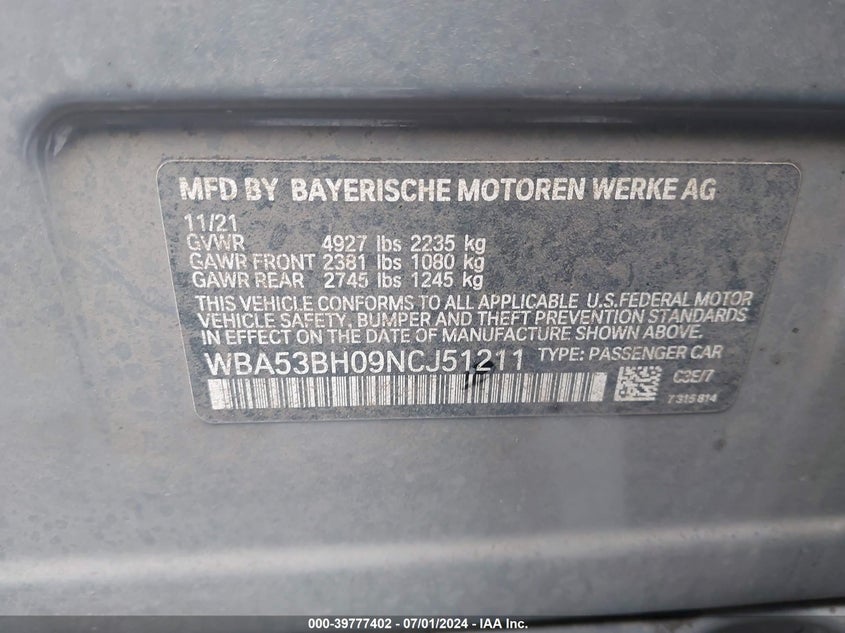 MFD BY BAYERISCHE MOTOREN WERKE AG
11/21
GVWR 4927 lbs 2235 kg
GAWR FRONT 2381 lbs 1080 kg
GAWR REAR 2745 lbs 1245 kg
THIS VEHICLE CONFORMS TO ALL APPLICABLE U.S.FEDERAL MOTOR
VEHICLE SAFETY, BUMPER AND THEFT PREVENTION STANDARDS
IN EFFECT ON THE DATE OF MANUFACTURE SHOWN ABOVE.
WBA53BH09NCJ51211 TYPE: PASSENGER CAR
C3E/7
7 315 814
000-39777402 - 07/01/2024 - IAA Inc.